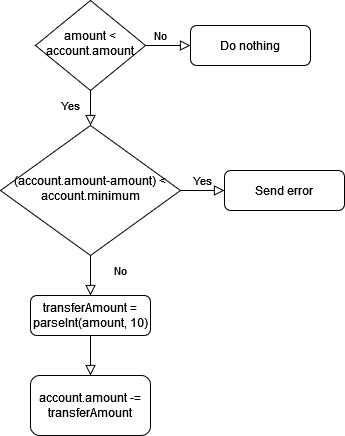 amount <
account.amount
No
Do nothing
Yes
(account.amount-amount) <
account.minimum
Yes
Send error
No
transferAmount =
parseInt(amount, 10)
account.amount -=
transferAmount